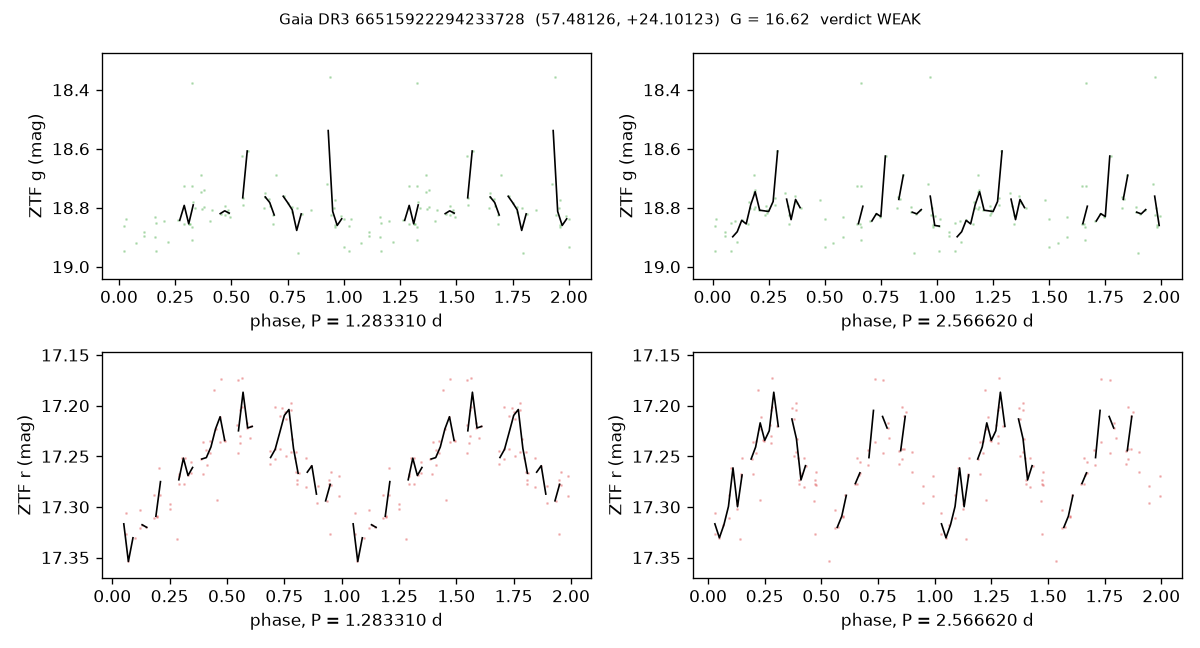 Gaia DR3 66515922294233728 (57.48126, +24.10123) G = 16.62 verdict WEAK
ZTF g (mag)
18.4
18.6
18.8
19.0
0.00 0.25 0.50 0.75 1.00 1.25 1.50 1.75 2.00
phase, P = 1.283310 d
ZTF g (mag)
18.4
18.6
18.8
19.0
0.00 0.25 0.50 0.75 1.00 1.25 1.50 1.75 2.00
phase, P = 2.566620 d
ZTF r (mag)
17.15
17.20
17.25
17.30
17.35
0.00 0.25 0.50 0.75 1.00 1.25 1.50 1.75 2.00
phase, P = 1.283310 d
ZTF r (mag)
17.15
17.20
17.25
17.30
17.35
0.00 0.25 0.50 0.75 1.00 1.25 1.50 1.75 2.00
phase, P = 2.566620 d